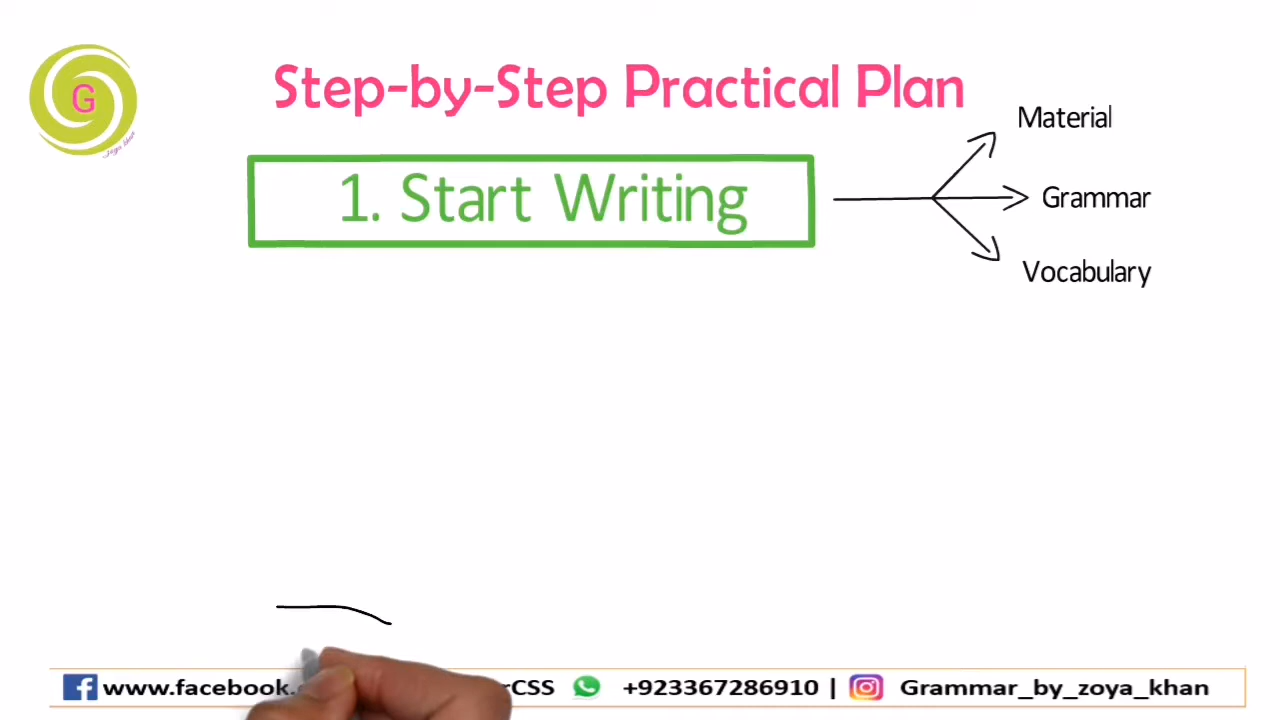 G
Step-by-Step Practical Plan
Material
1. Start Writing
Grammar
Vocabulary
www.facebook. rCSS +923367286910 | Grammar_by_zoya_khan